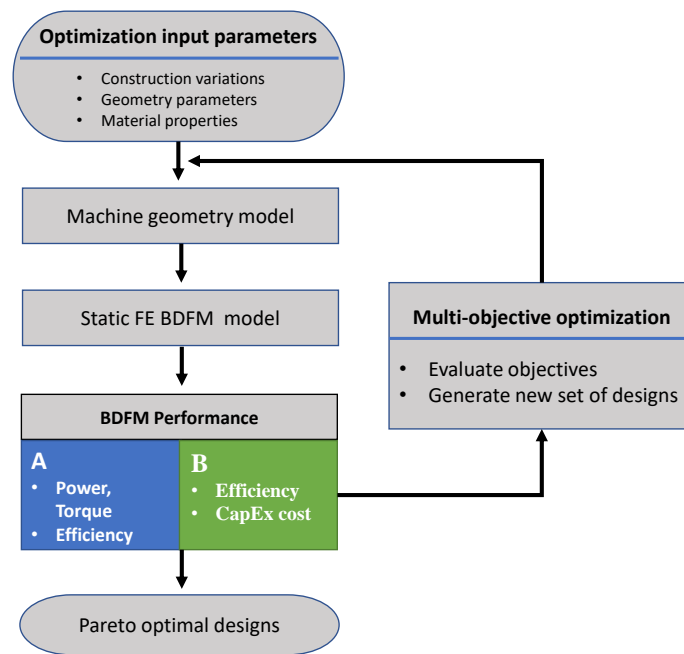 Optimization input parameters
• Construction variations
• Geometry parameters
• Material properties
Machine geometry model
Static FE BDFM model
Multi-objective optimization
• Evaluate objectives
• Generate new set of designs
BDFM Performance
A
• Power,
Torque
• Efficiency
B
• Efficiency
• CapEx cost
Pareto optimal designs